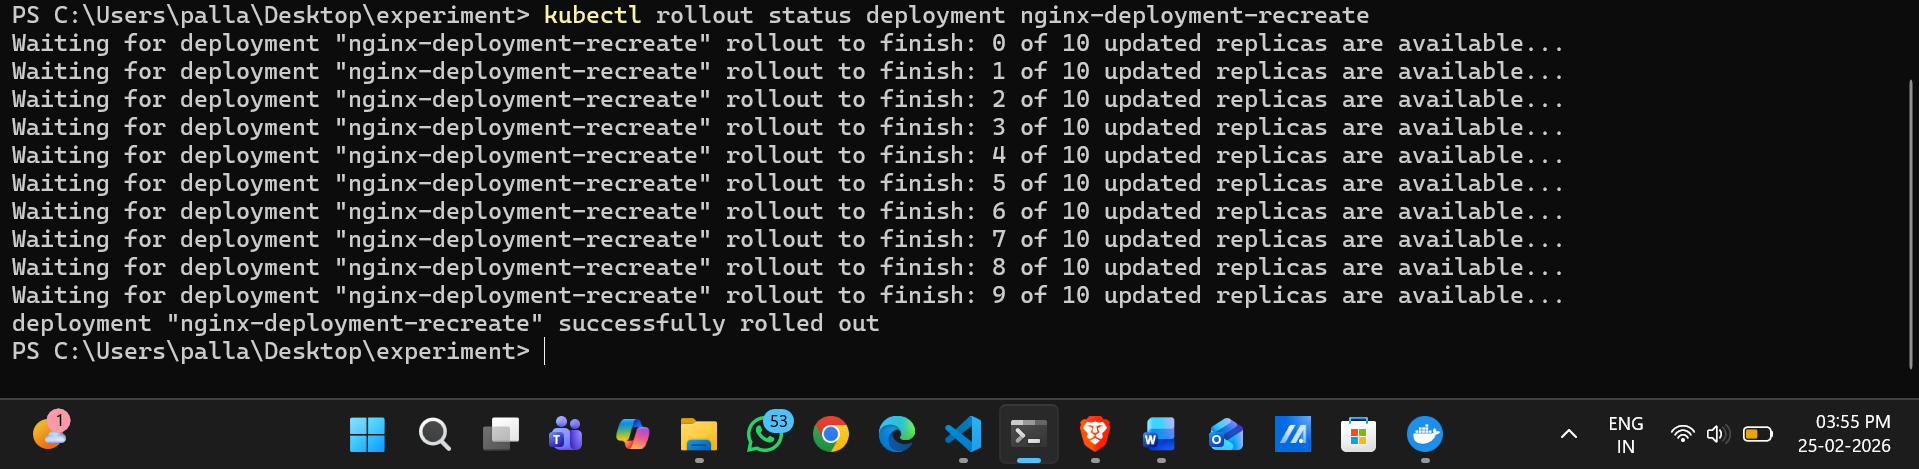 PS C:\Users\palla\Desktop\experiment> kubectl rollout status deployment nginx-deployment-recreate
Waiting for deployment "nginx-deployment-recreate" rollout to finish: 0 of 10 updated replicas are available...
Waiting for deployment "nginx-deployment-recreate" rollout to finish: 1 of 10 updated replicas are available...
Waiting for deployment "nginx-deployment-recreate" rollout to finish: 2 of 10 updated replicas are available...
Waiting for deployment "nginx-deployment-recreate" rollout to finish: 3 of 10 updated replicas are available...
Waiting for deployment "nginx-deployment-recreate" rollout to finish: 4 of 10 updated replicas are available...
Waiting for deployment "nginx-deployment-recreate" rollout to finish: 5 of 10 updated replicas are available...
Waiting for deployment "nginx-deployment-recreate" rollout to finish: 6 of 10 updated replicas are available...
Waiting for deployment "nginx-deployment-recreate" rollout to finish: 7 of 10 updated replicas are available...
Waiting for deployment "nginx-deployment-recreate" rollout to finish: 8 of 10 updated replicas are available...
Waiting for deployment "nginx-deployment-recreate" rollout to finish: 9 of 10 updated replicas are available...
deployment "nginx-deployment-recreate" successfully rolled out
PS C:\Users\palla\Desktop\experiment>
1
T
53
W
O
ENG
IN
03:55 PM
25-02-2026